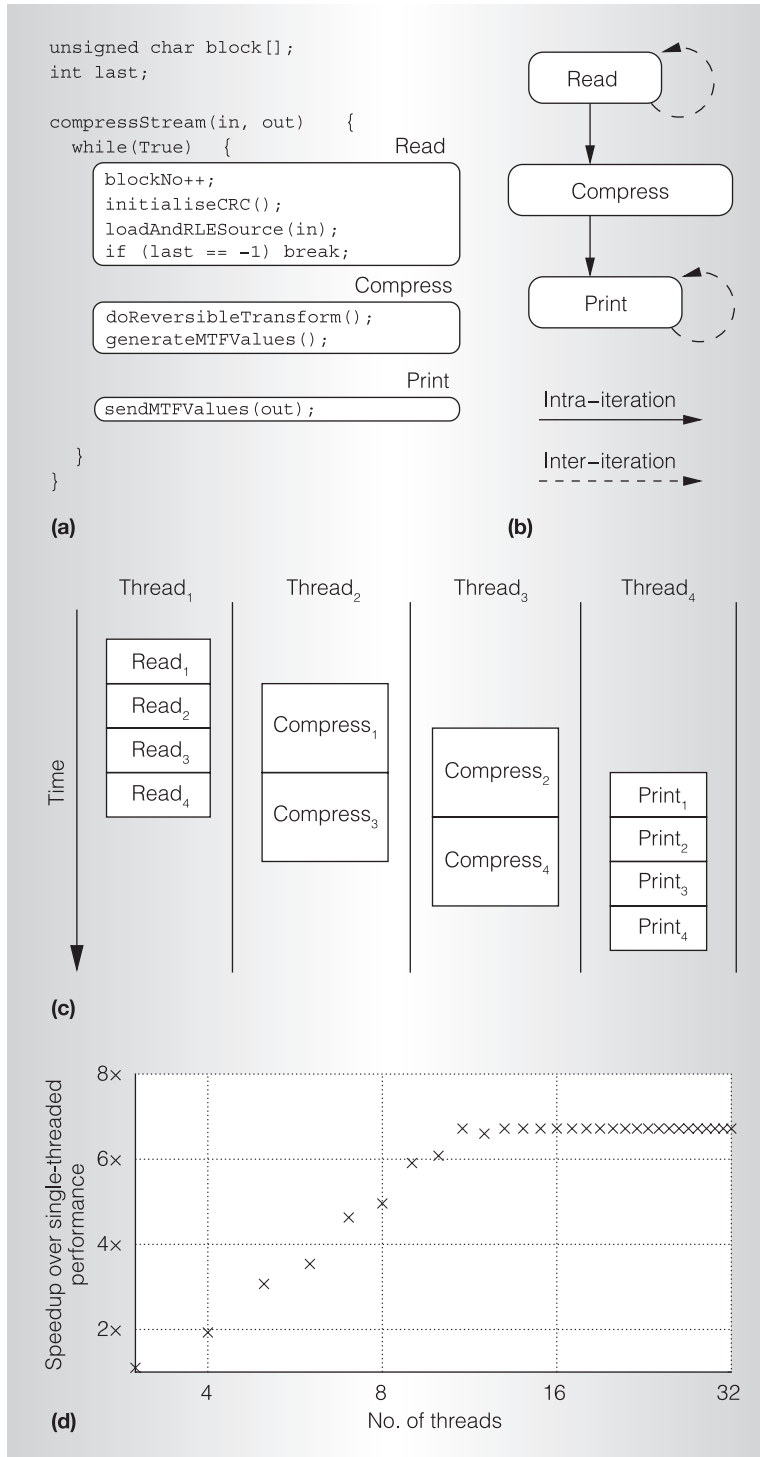 unsigned char block[];
int last;
compressStream(in, out) {
while(True) {
Read
blockNo++;
initialiseCRC();
loadAndRLESource(in);
if (last == -1) break;
Compress
doReversibleTransform();
generateMTFValues();
Print
sendMTFValues(out);
}
}
(a)
Read
Compress
Print
Intra-iteration
Inter-iteration
(b)
Thread1 Thread2 Thread3 Thread4
Time
Read1
Read2
Read3
Read4
Compress1
Compress3
Compress2
Compress4
Print1
Print2
Print3
Print4
(c)
Speedup over single-threaded
performance
8×
6×
4×
2×
4 8 16 32
No. of threads
(d)